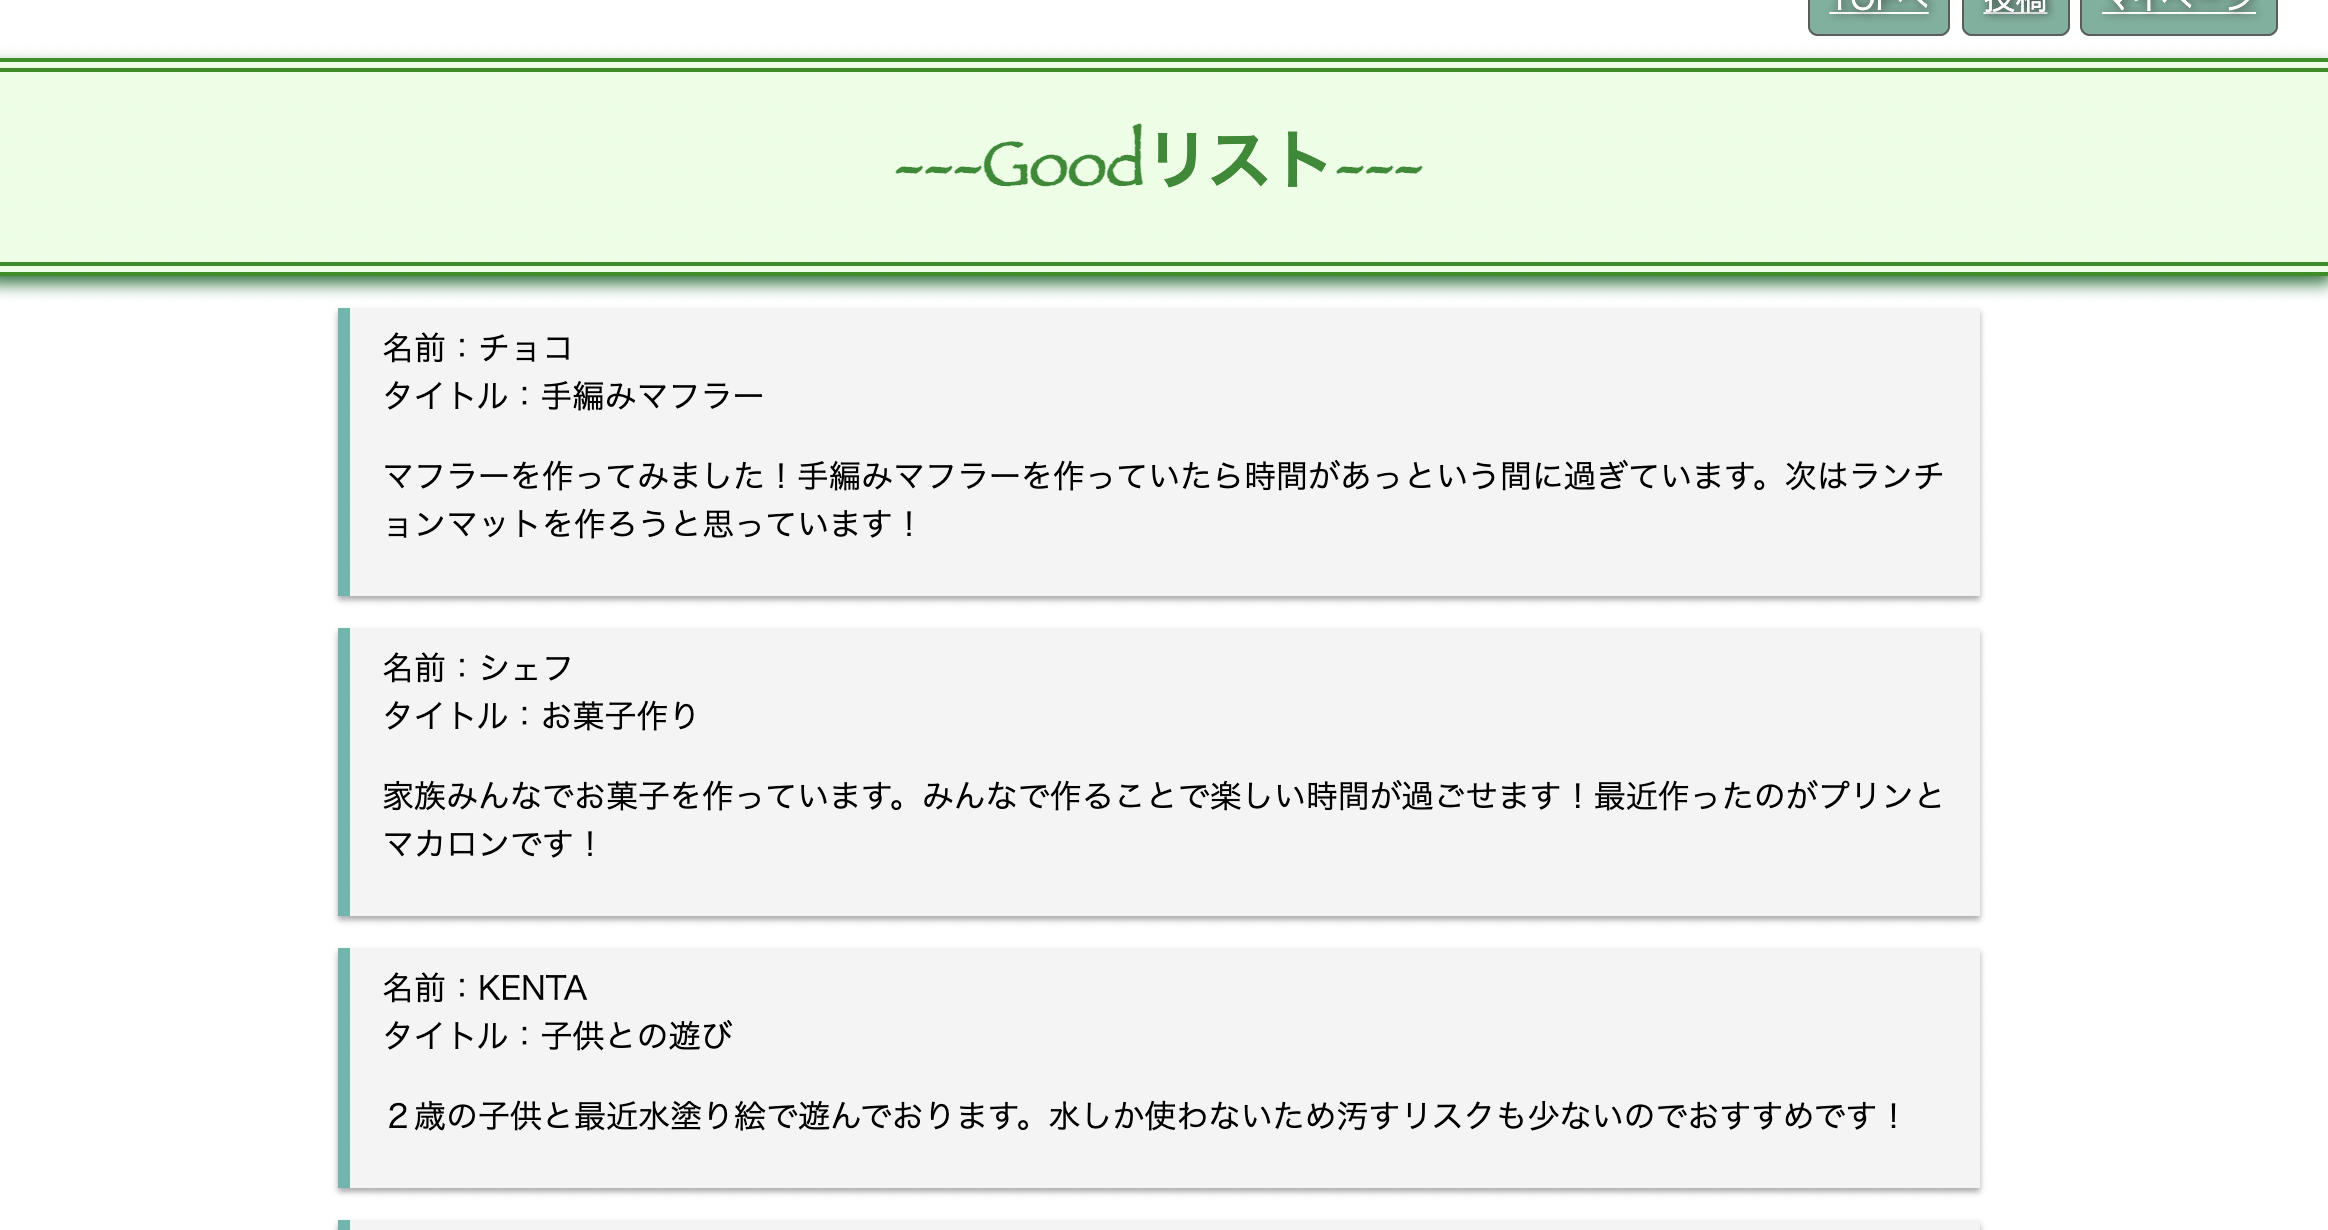 TOPへ 投稿 マイページ
~~~Goodリスト~~~
名前：チョコ
タイトル：手編みマフラー
マフラーを作ってみました！手編みマフラーを作っていたら時間があっという間に過ぎています。次はランチ
ョンマットを作ろうと思っています！
名前：シェフ
タイトル：お菓子作り
家族みんなでお菓子を作っています。みんなで作ることで楽しい時間が過ごせます！最近作ったのがプリンと
マカロンです！
名前：KENTA
タイトル：子供との遊び
２歳の子供と最近水塗り絵で遊んでおります。水しか使わないため汚すリスクも少ないのでおすすめです！